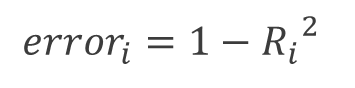 errorᵢ = 1 − Rᵢ²